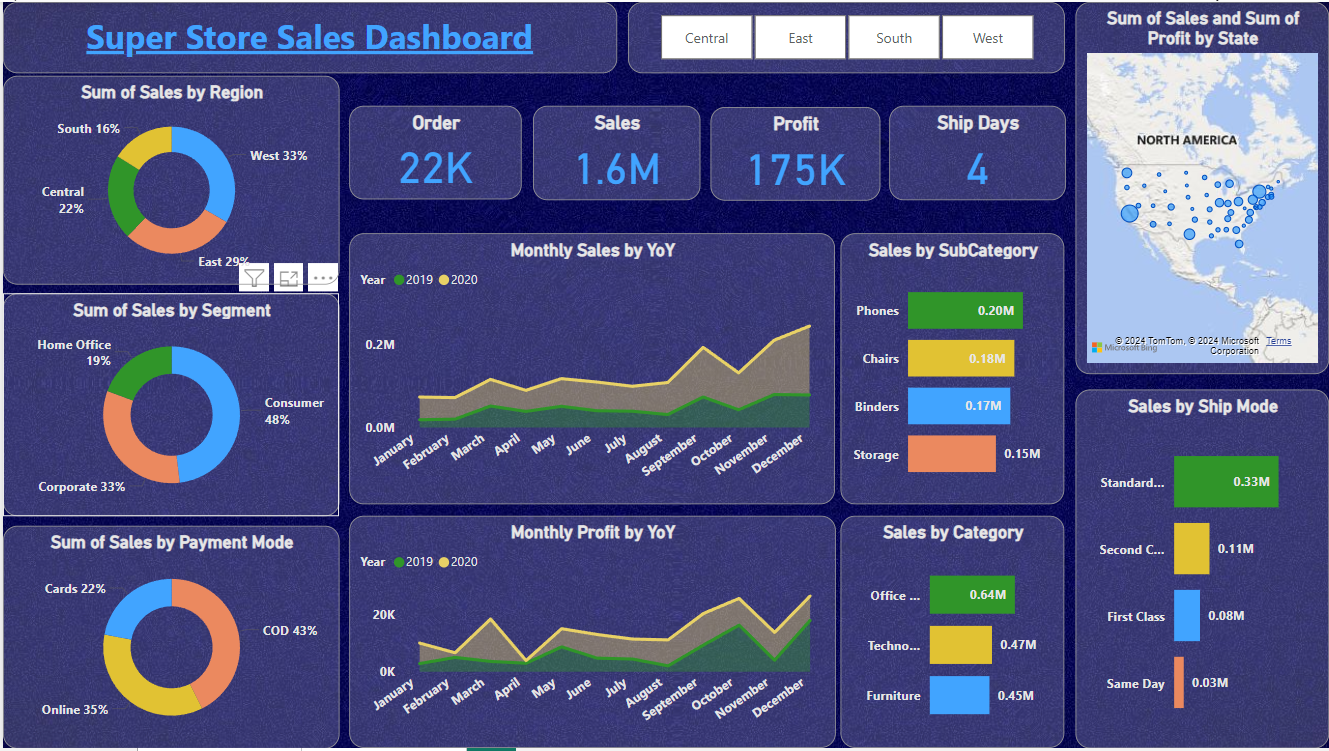 Super Store Sales Dashboard
Central
East
South
West
Sum of Sales and Sum of
Profit by State
NORTH AMERICA
Microsoft Bing
© 2024 TomTom, © 2024 Microsoft Terms
Corporation
Sum of Sales by Region
South 16%
West 33%
Central
22%
East 29%
Order
22K
Sales
1.6M
Profit
175K
Ship Days
4
Sum of Sales by Segment
Home Office
19%
Consumer
48%
Corporate 33%
Monthly Sales by YoY
Year 2019 2020
0.2M
0.0M
January
February
March
April
May
June
July
August
September
October
November
December
Sales by SubCategory
Phones 0.20M
Chairs 0.18M
Binders 0.17M
Storage 0.15M
Sales by Ship Mode
Standard... 0.33M
Second C... 0.11M
First Class 0.08M
Same Day 0.03M
Sum of Sales by Payment Mode
Cards 22%
COD 43%
Online 35%
Monthly Profit by YoY
Year 2019 2020
20K
0K
January
February
March
April
May
June
July
August
September
October
November
December
Sales by Category
Office ... 0.64M
Techno... 0.47M
Furniture 0.45M